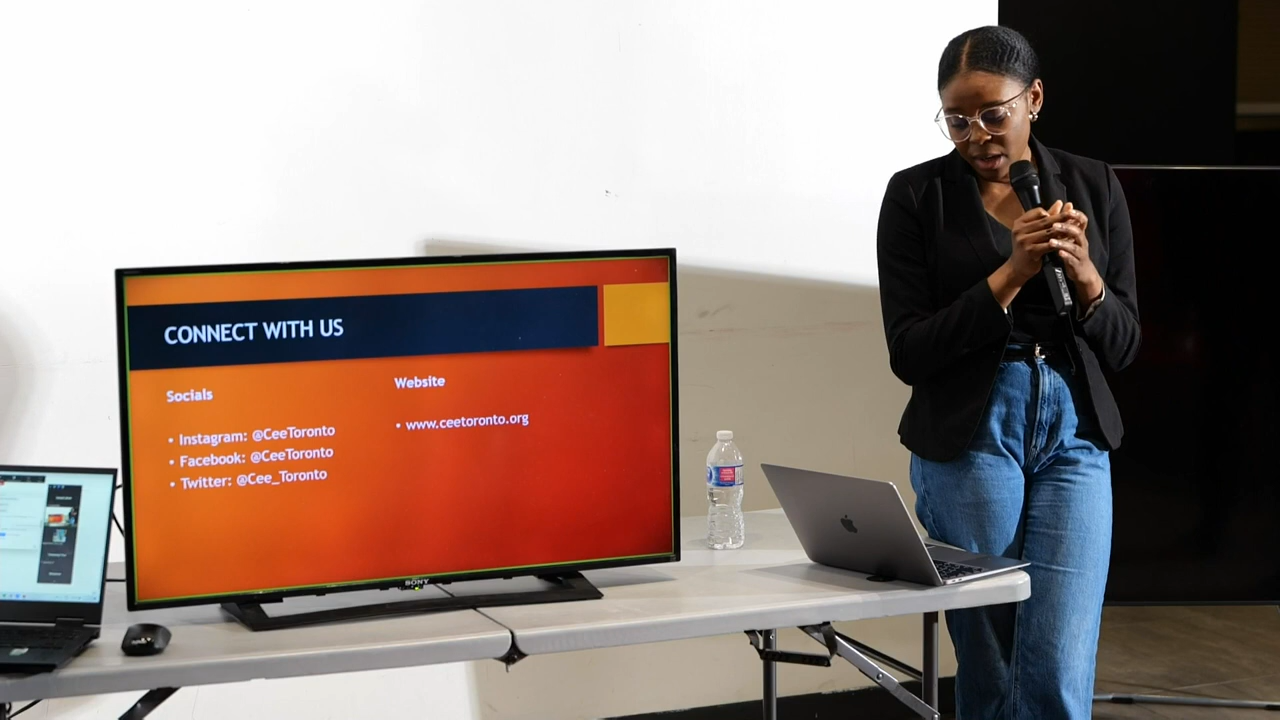 CONNECT WITH US
Socials
• Instagram: @CeeToronto
• Facebook: @CeeToronto
• Twitter: @Cee_Toronto
Website
• www.ceetoronto.org
SONY